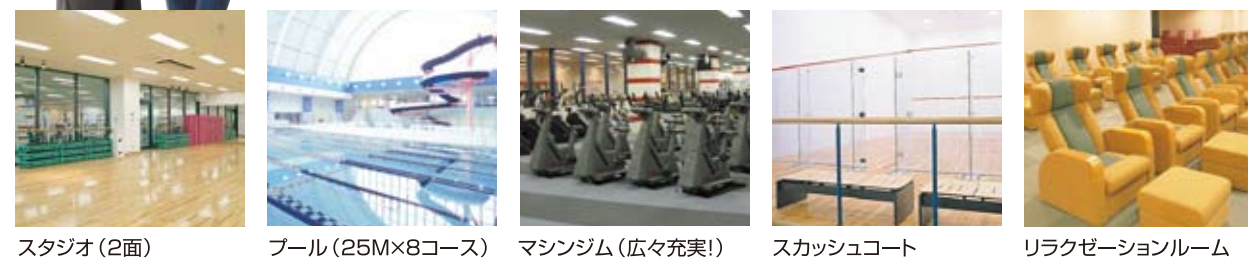 スタジオ（2面）
プール（25M×8コース）
マシンジム（広々充実!）
スカッシュコート
リラクゼーションルーム